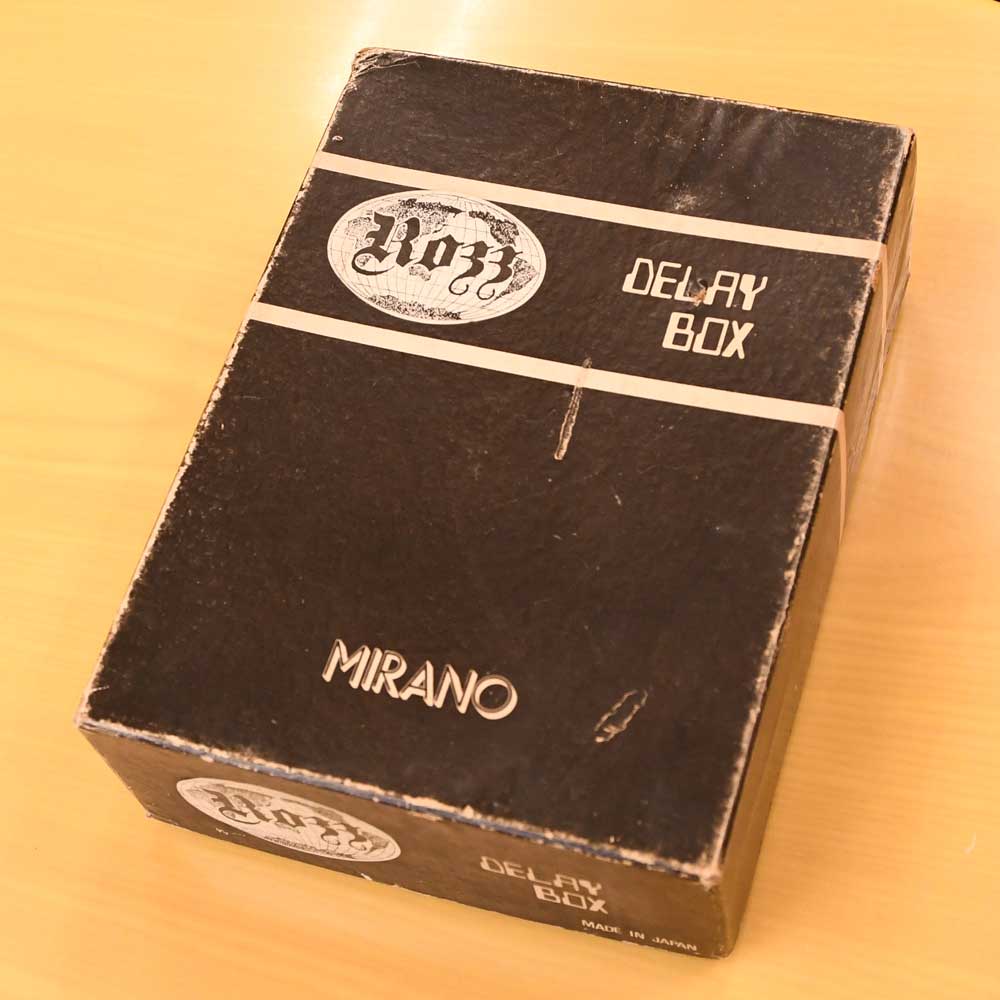 Rozz
DELAY
BOX
MIRANO
Rozz
DELAY
BOX
MADE IN JAPAN